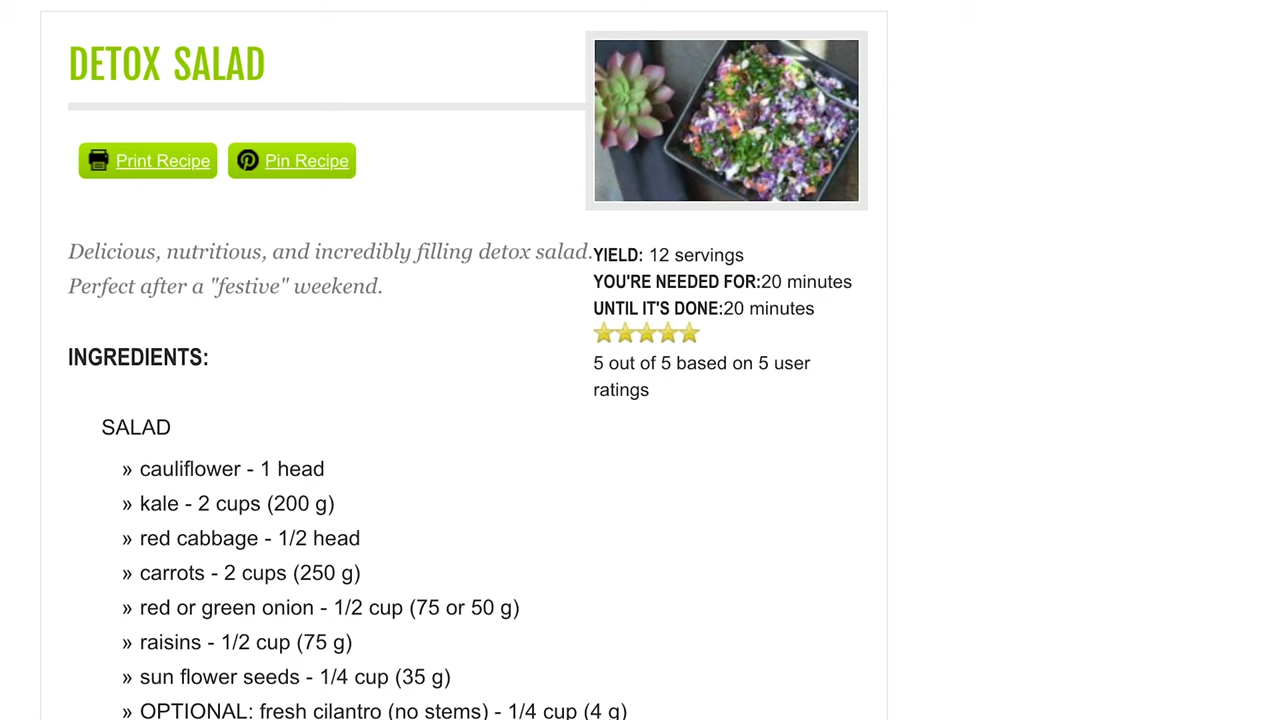 DETOX SALAD
Print Recipe
Pin Recipe
Delicious, nutritious, and incredibly filling detox salad.
Perfect after a "festive" weekend.
YIELD: 12 servings
YOU'RE NEEDED FOR:20 minutes
UNTIL IT'S DONE:20 minutes
5 out of 5 based on 5 user
ratings
INGREDIENTS:
SALAD
» cauliflower - 1 head
» kale - 2 cups (200 g)
» red cabbage - 1/2 head
» carrots - 2 cups (250 g)
» red or green onion - 1/2 cup (75 or 50 g)
» raisins - 1/2 cup (75 g)
» sun flower seeds - 1/4 cup (35 g)
» OPTIONAL: fresh cilantro (no stems) - 1/4 cup (4 g)